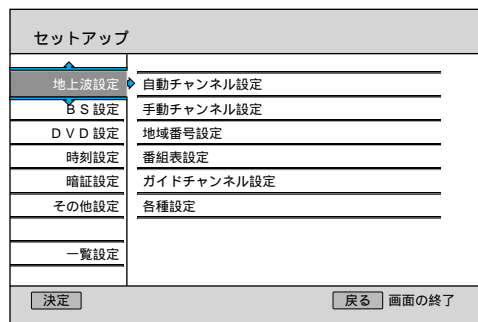 セットアップ
地上波設定
自動チャンネル設定
BS設定
手動チャンネル設定
DVD設定
地域番号設定
時刻設定
番組表設定
暗証設定
ガイドチャンネル設定
その他設定
各種設定
一覧設定
決定
戻る 画面の終了